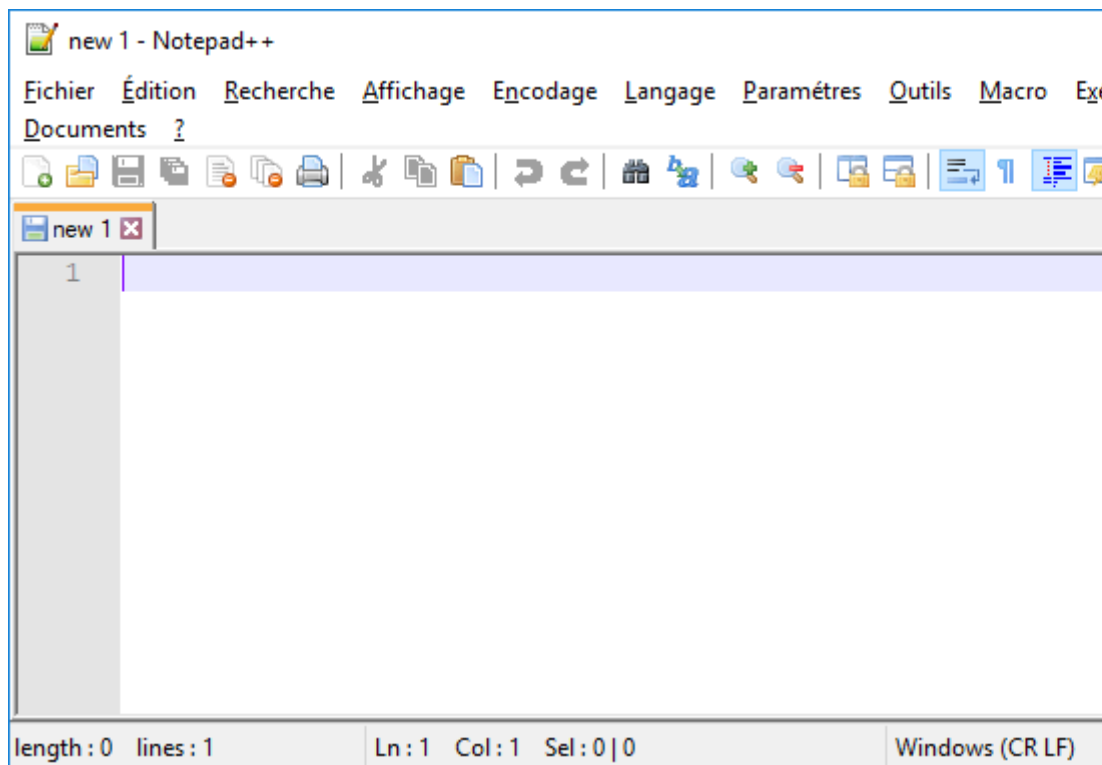 new 1 - Notepad++
Fichier Édition Recherche Affichage Encodage Langage Paramétres Outils Macro Exé
Documents ?
new 1
1
length : 0 lines : 1 Ln : 1 Col : 1 Sel : 0 | 0 Windows (CR LF)